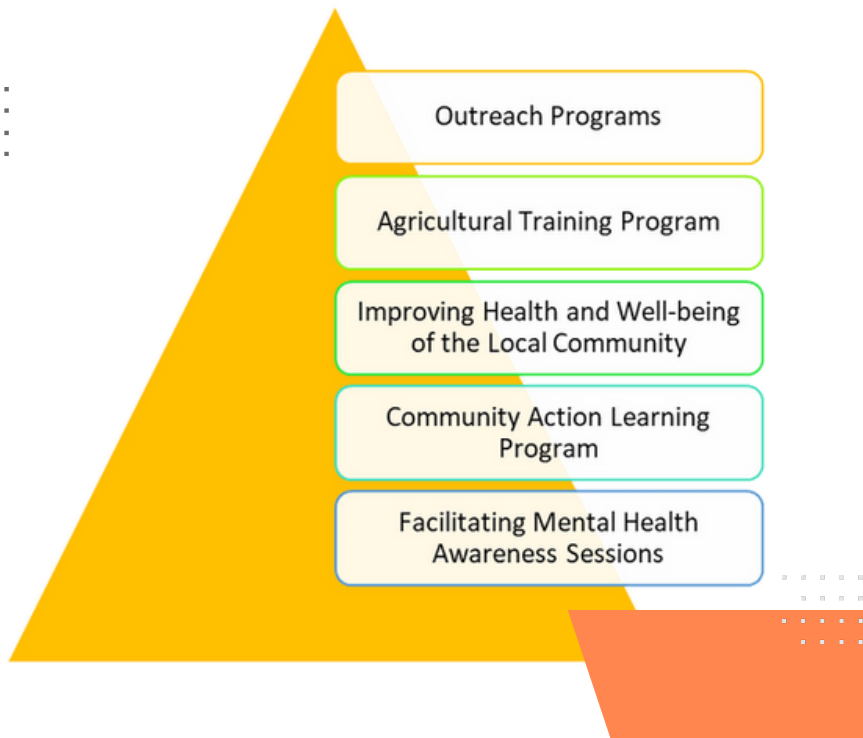 Outreach Programs
Agricultural Training Program
Improving Health and Well-being
of the Local Community
Community Action Learning
Program
Facilitating Mental Health
Awareness Sessions